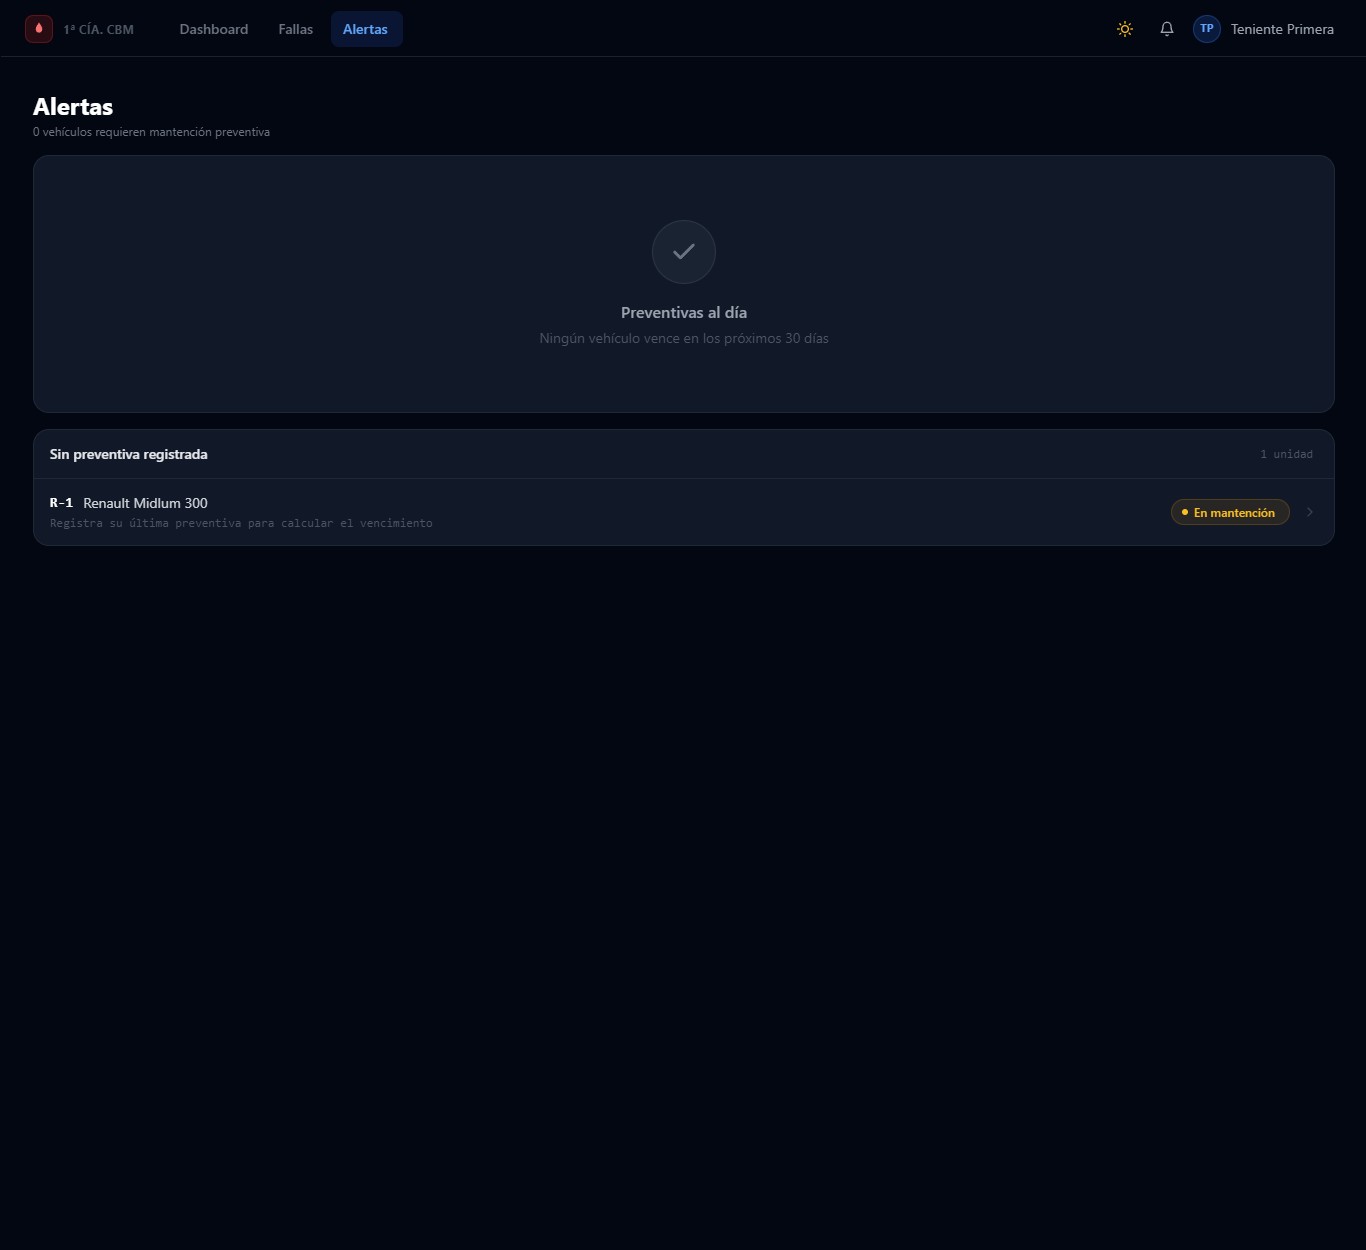 1ª CÍA. CBM
Dashboard
Fallas
Alertas
TP
Teniente Primera
Alertas
0 vehículos requieren mantención preventiva
Preventivas al día
Ningún vehículo vence en los próximos 30 días
Sin preventiva registrada
1 unidad
R-1 Renault Midlum 300
Registra su última preventiva para calcular el vencimiento
En mantención